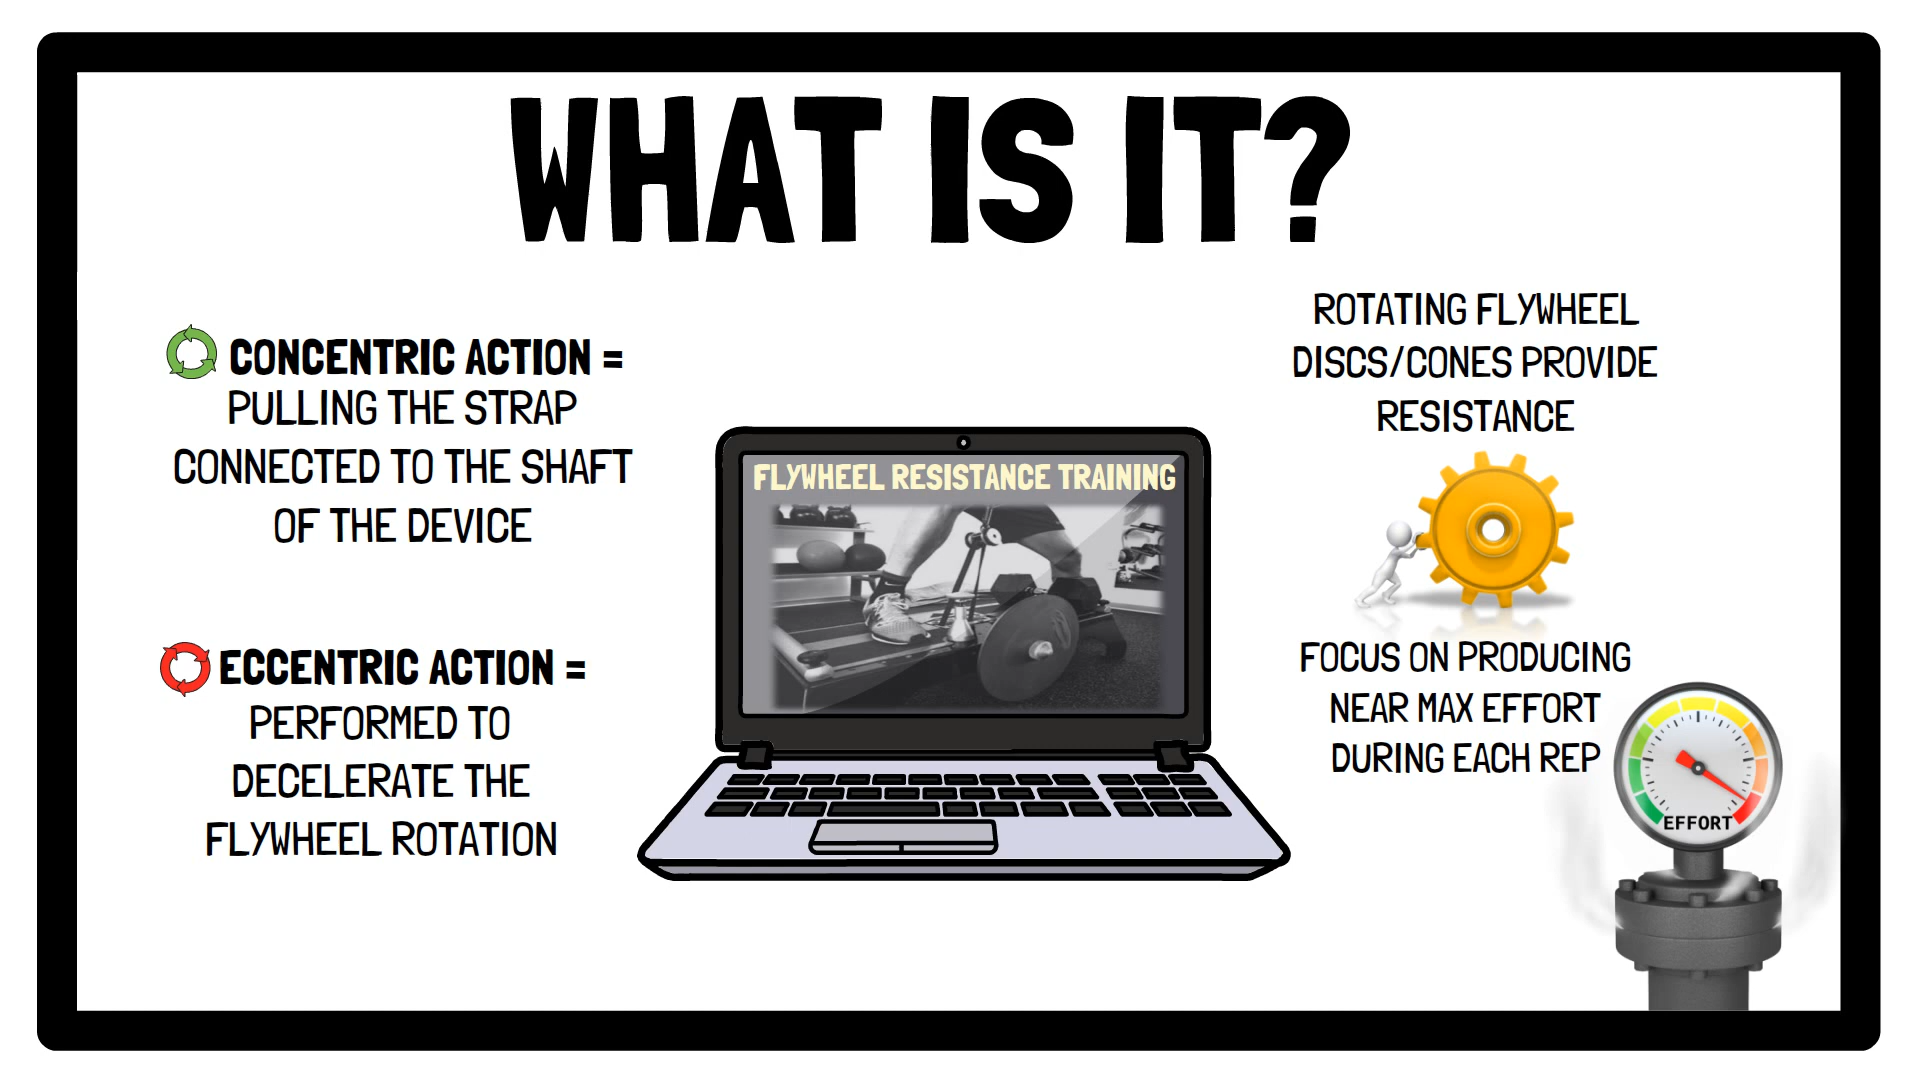 WHAT IS IT?
CONCENTRIC ACTION =
PULLING THE STRAP
CONNECTED TO THE SHAFT
OF THE DEVICE
ECCENTRIC ACTION =
PERFORMED TO
DECELERATE THE
FLYWHEEL ROTATION
FLYWHEEL RESISTANCE TRAINING
ROTATING FLYWHEEL
DISCS/CONES PROVIDE
RESISTANCE
FOCUS ON PRODUCING
NEAR MAX EFFORT
DURING EACH REP
EFFORT